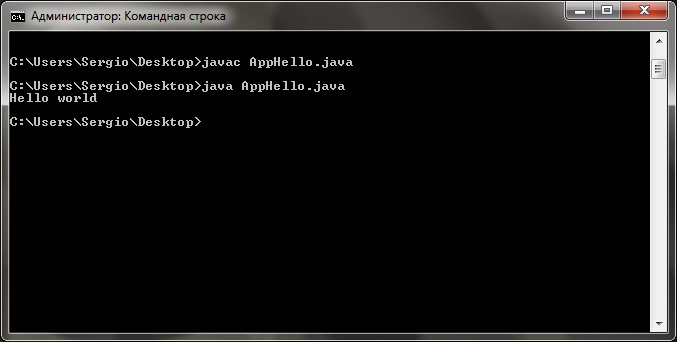 Администратор: Командная строка
C:\Users\Sergio\Desktop>javac AppHello.java
C:\Users\Sergio\Desktop>java AppHello.java
Hello world
C:\Users\Sergio\Desktop>